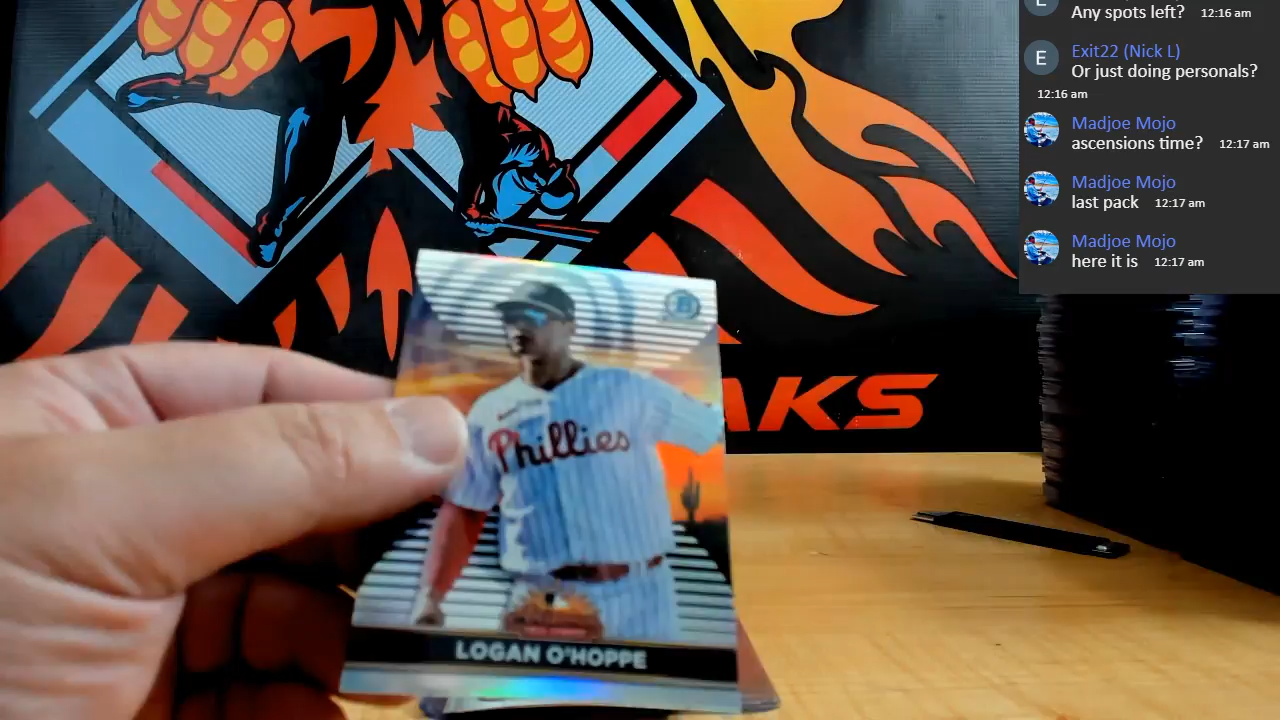 E
Any spots left? 12:16 am
E
Exit22 (Nick L)
Or just doing personals?
12:16 am
Madjoe Mojo
ascensions time? 12:17 am
Madjoe Mojo
last pack 12:17 am
Madjoe Mojo
here it is 12:17 am
AKS
Phillies
LOGAN O'HOPPE